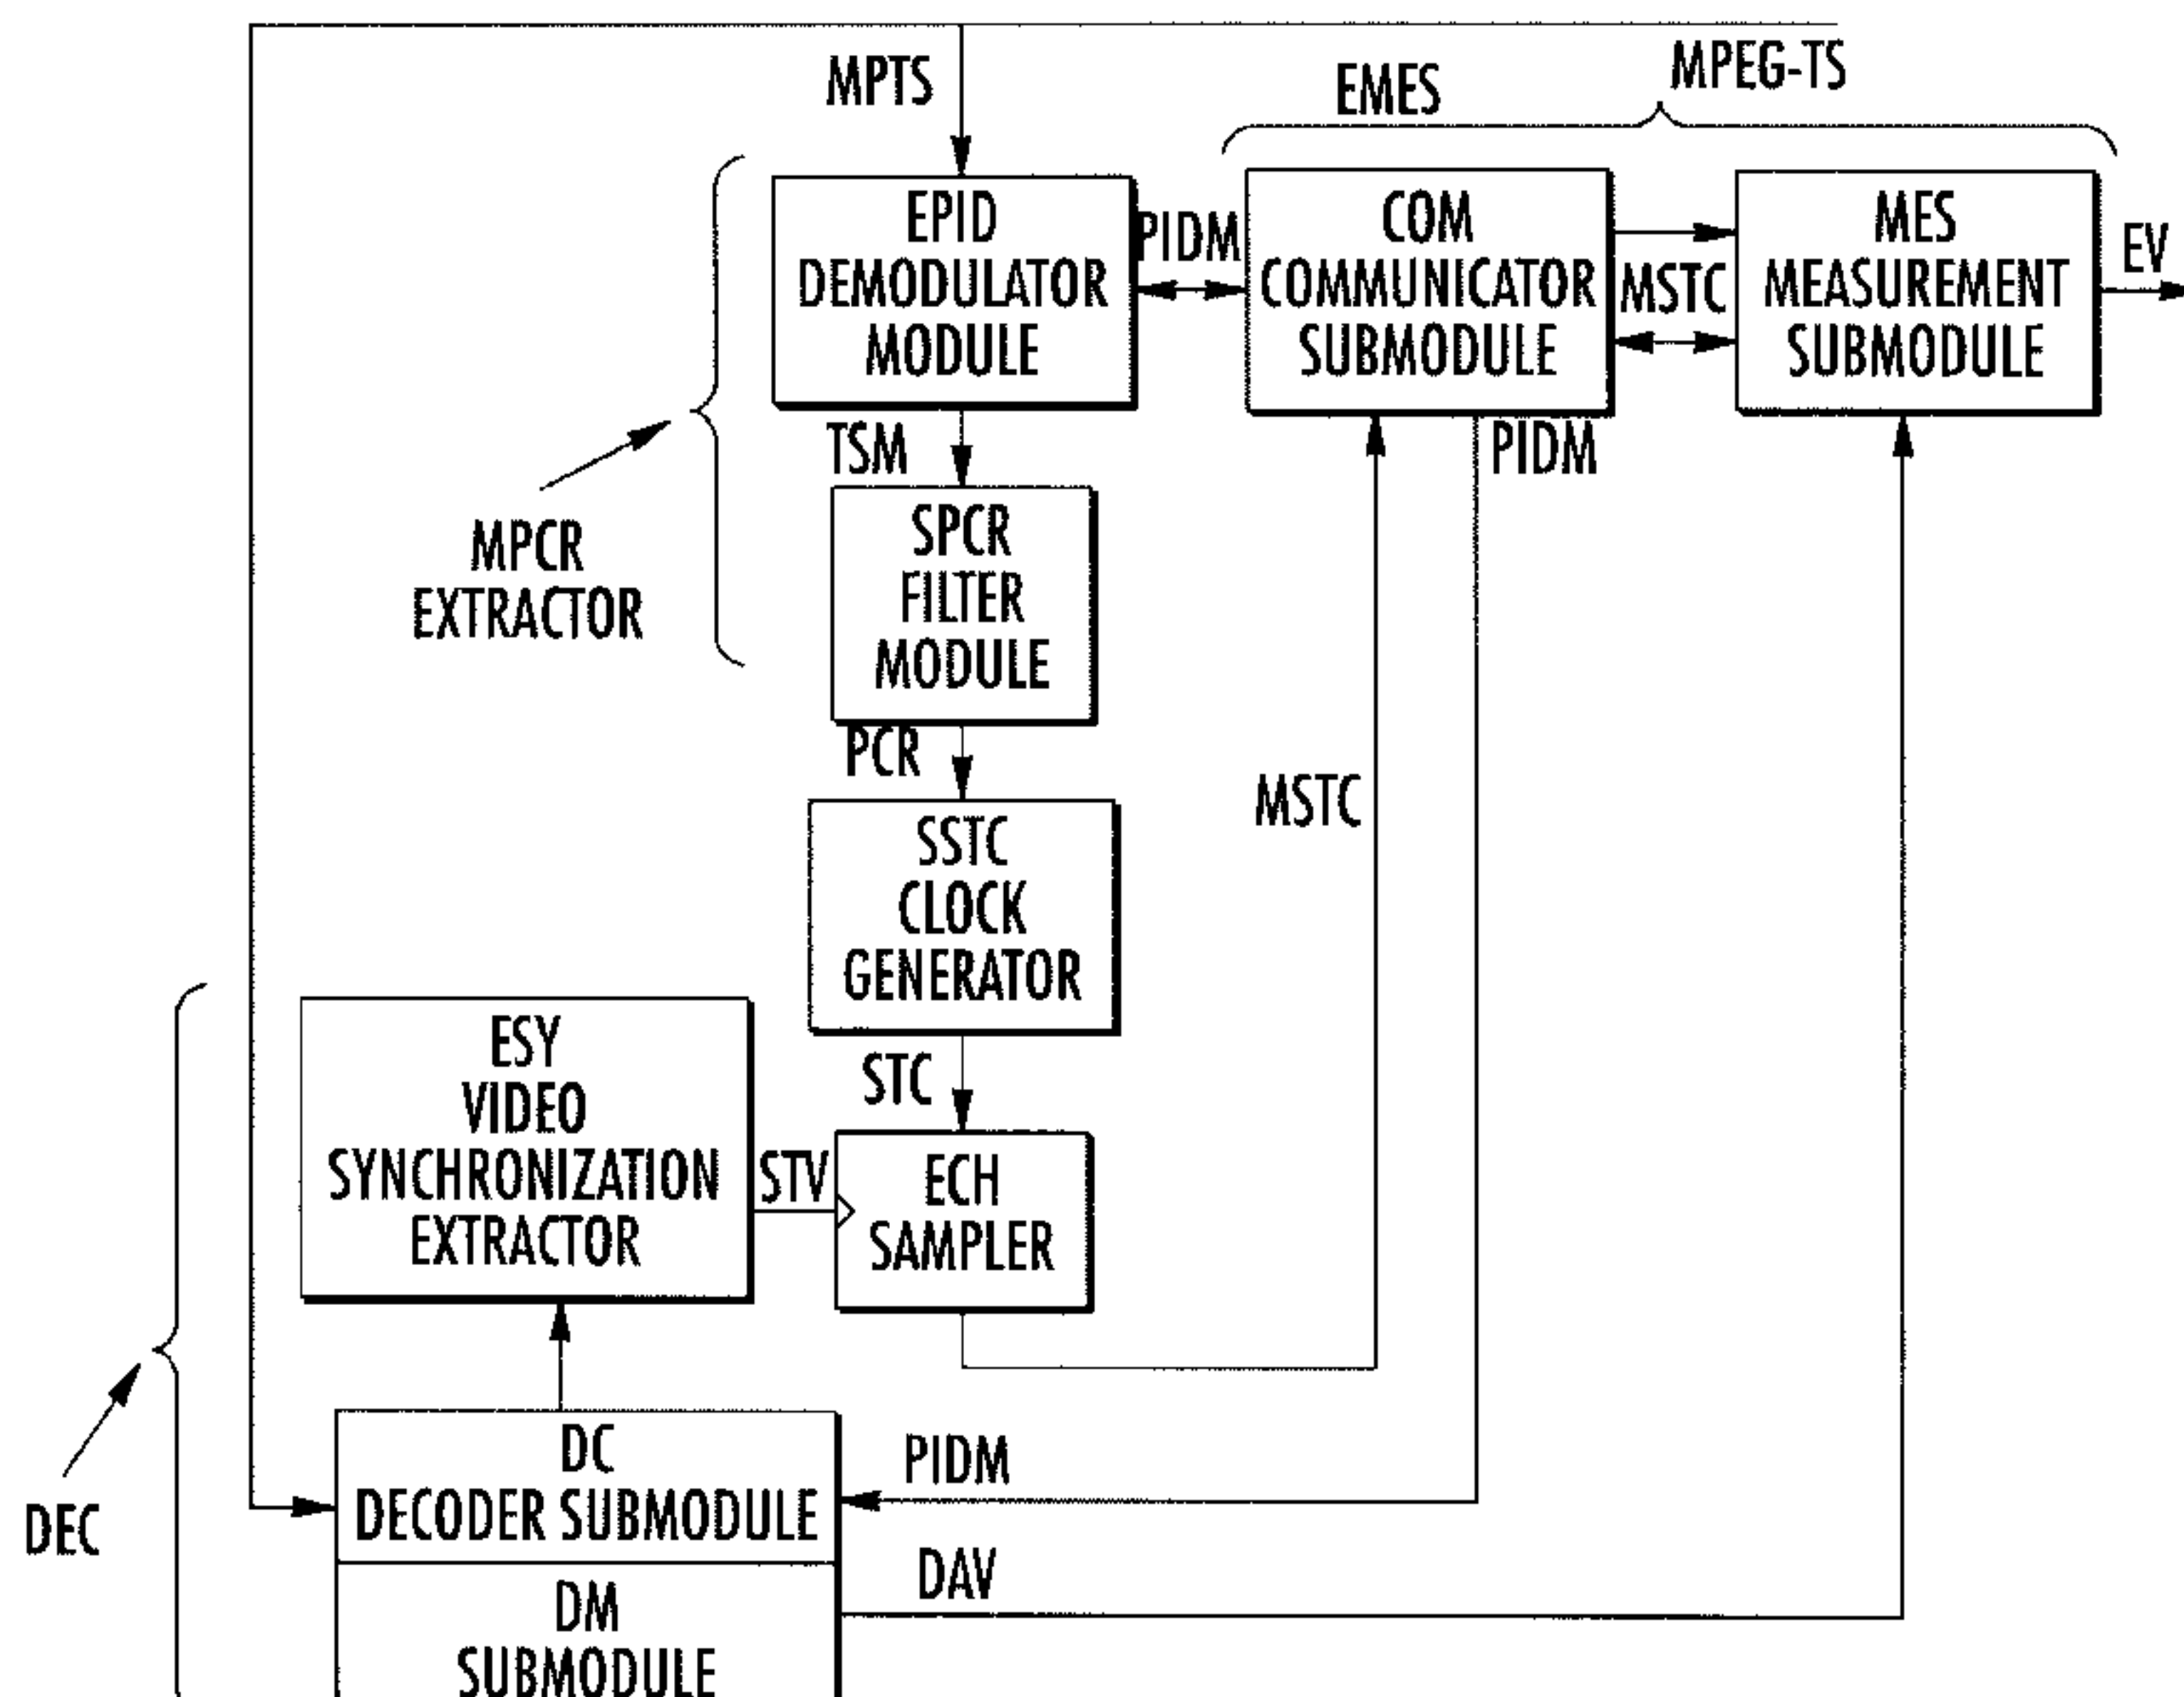 MPTS
EMES
MPEG-TS
EPID
DEMODULATOR
MODULE
PIDM
COM
COMMUNICATOR
SUBMODULE
MSTC
MES
MEASUREMENT
SUBMODULE
EV
TSM
PIDM
MPCR
EXTRACTOR
SPCR
FILTER
MODULE
PCR
MSTC
SSTC
CLOCK
GENERATOR
STC
ESY
VIDEO
SYNCHRONIZATION
EXTRACTOR
STV
ECH
SAMPLER
DEC
DC
DECODER SUBMODULE
PIDM
DAV
DM
SUBMODULE